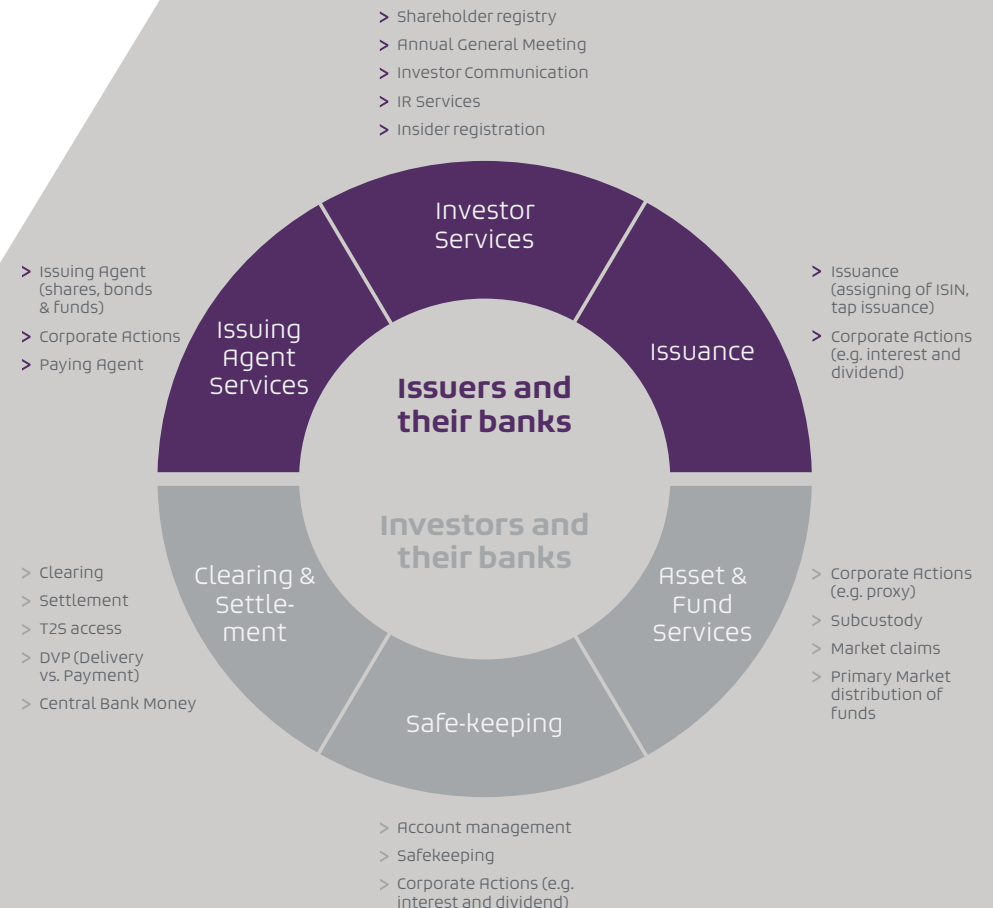 > Shareholder registry
> Annual General Meeting
> Investor Communication
> IR Services
> Insider registration
Investor
Services
> Issuing Agent
(shares, bonds
& funds)
> Corporate Actions
> Paying Agent
Issuing
Agent
Services
Issuance
> Issuance
(assigning of ISIN,
tap issuance)
> Corporate Actions
(e.g. interest and
dividend)
Issuers and
their banks
Investors and
their banks
> Clearing
> Settlement
> T2S access
> DVP (Delivery
vs. Payment)
> Central Bank Money
Clearing &
Settle-
ment
Asset &
Fund
Services
> Corporate Actions
(e.g. proxy)
> Subcustody
> Market claims
> Primary Market
distribution of
funds
Safe-keeping
> Account management
> Safekeeping
> Corporate Actions (e.g.
interest and dividend)